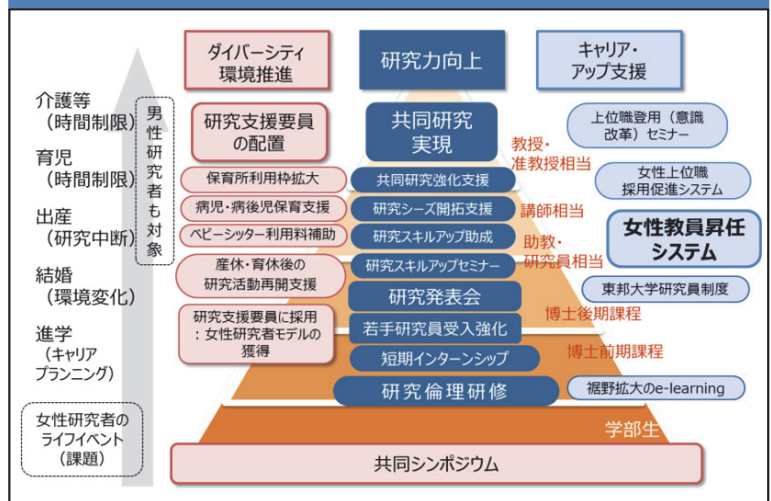 ダイバーシティ
環境推進
研究力向上
キャリア・
アップ支援
介護等
（時間制限）
育児
（時間制限）
出産
（研究中断）
結婚
（環境変化）
進学
（キャリア
プランニング）
女性研究者の
ライフイベント
（課題）
男性研究者も対象
研究支援要員
の配置
保育所利用枠拡大
病児・病後児保育支援
ベビーシッター利用料補助
産休・育休後の
研究活動再開支援
研究支援要員に採用
：女性研究者モデルの
獲得
共同研究
実現
共同研究強化支援
研究シーズ開拓支援
研究スキルアップ助成
研究スキルアップセミナー
研究発表会
若手研究員受入強化
短期インターンシップ
研究倫理研修
教授・
准教授相当
講師相当
助教・
研究員相当
博士後期課程
博士前期課程
学部生
上位職登用（意識
改革）セミナー
女性上位職
採用促進システム
女性教員昇任
システム
東邦大学研究員制度
裾野拡大のe-learning
共同シンポジウム